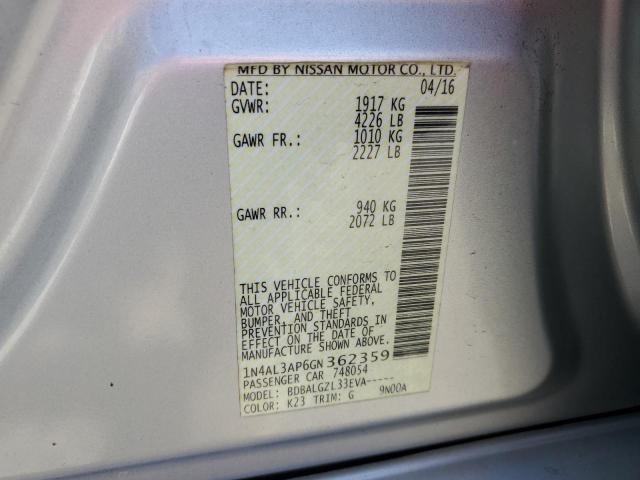 MFD BY NISSAN MOTOR CO., LTD.
DATE: 04/16
GVWR: 1917 KG
4226 LB
GAWR FR.: 1010 KG
2227 LB
GAWR RR.: 940 KG
2072 LB
THIS VEHICLE CONFORMS TO
ALL APPLICABLE FEDERAL
MOTOR VEHICLE SAFETY,
BUMPER, AND THEFT
PREVENTION STANDARDS IN
EFFECT ON THE DATE OF
MANUFACTURE SHOWN ABOVE.
1N4AL3AP6GN362359
PASSENGER CAR 748054
MODEL: BDBALGZL33EVA-----
COLOR: K23 TRIM: G 9N00A